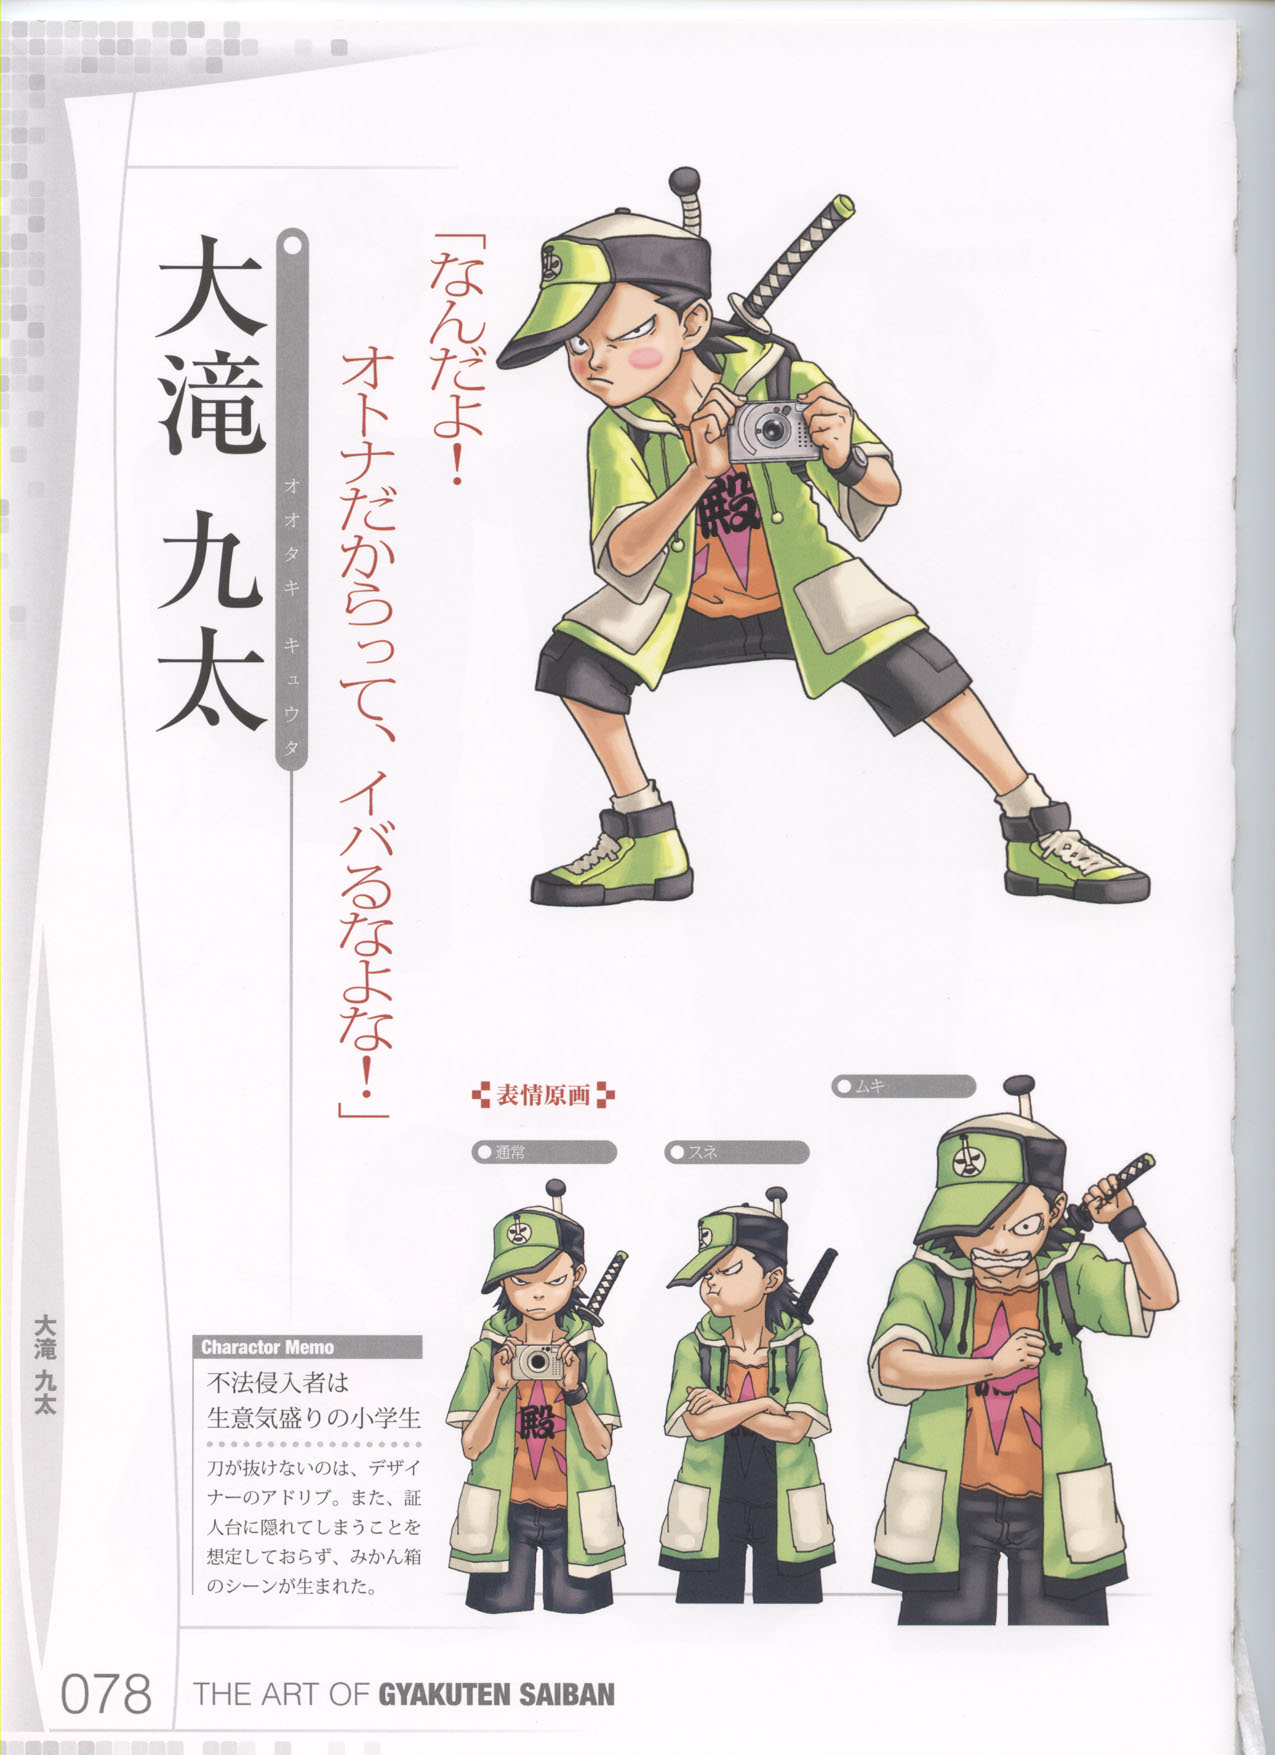 「なんだよ！
オトナだからって、イバるなよな！」
大滝 九太
オオタキ キュウタ
殿
表情原画
通常
スネ
ムキ
殿
Charactor Memo
不法侵入者は
生意気盛りの小学生
刀が抜けないのは、デザイ
ナーのアドリブ。また、証
人台に隠れてしまうことを
想定しておらず、みかん箱
のシーンが生まれた。
大滝 九太
078
THE ART OF GYAKUTEN SAIBAN